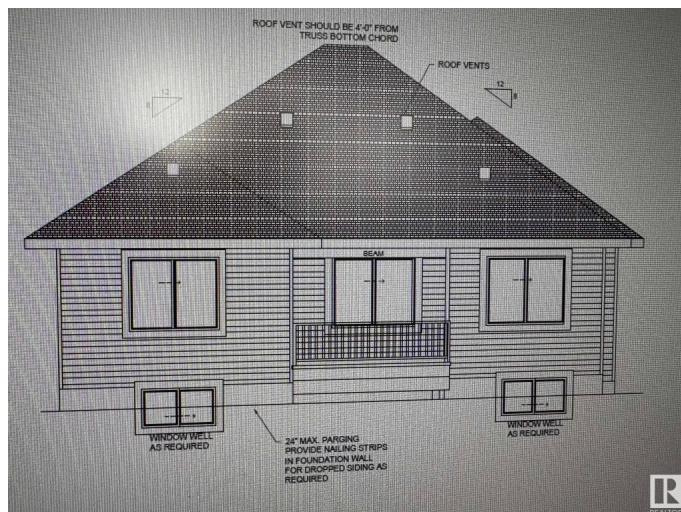 ROOF VENT SHOULD BE 4'-0" FROM
TRUSS BOTTOM CHORD
ROOF VENTS
12
8
12
8
BEAM
WINDOW WELL
AS REQUIRED
24" MAX. PARGING
PROVIDE NAILING STRIPS
IN FOUNDATION WALL
FOR DROPPED SIDING AS
REQUIRED
WINDOW WELL
AS REQUIRED
R
REALTOR